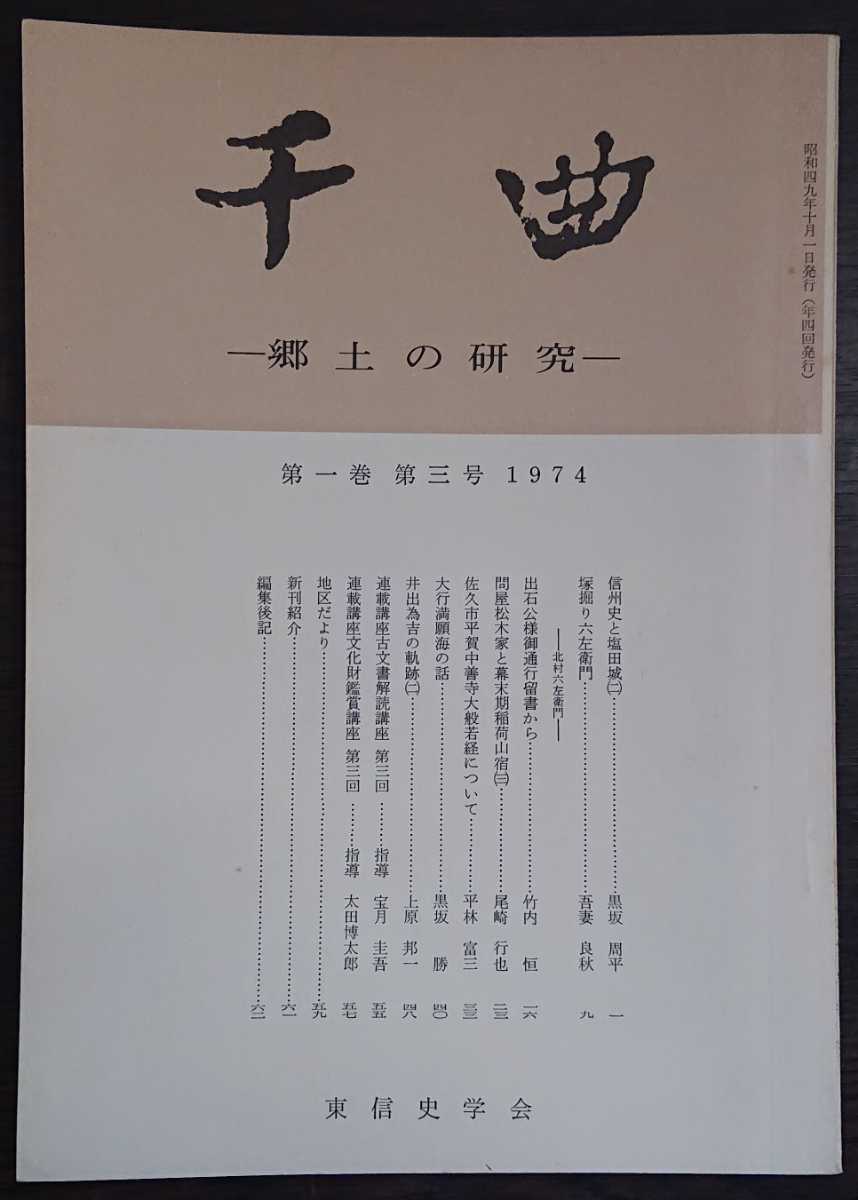 千曲
―郷土の研究―
昭和四九年十月一日発行（年四回発行）
第一巻 第三号 1974
信州史と塩田城㈡…………黒坂 周平 一
塚掘り六左衛門…………吾妻 良秋 九
――北村六左衛門――
出石公様御通行留書から…………竹内 恒 一六
問屋松木家と幕末期稲荷山宿㈢…………尾崎 行也 二三
佐久市平賀中善寺大般若経について…………平林 富三 三三
大行満願海の話…………黒坂 勝 四〇
井出為吉の軌跡㈡…………上原 邦一 四八
連載講座古文書解読講座 第三回…………指導 宝月 圭吾 五五
連載講座文化財鑑賞講座 第三回…………指導 太田博太郎 五七
地区だより…………五九
新刊紹介…………六一
編集後記…………六二
東信史学会